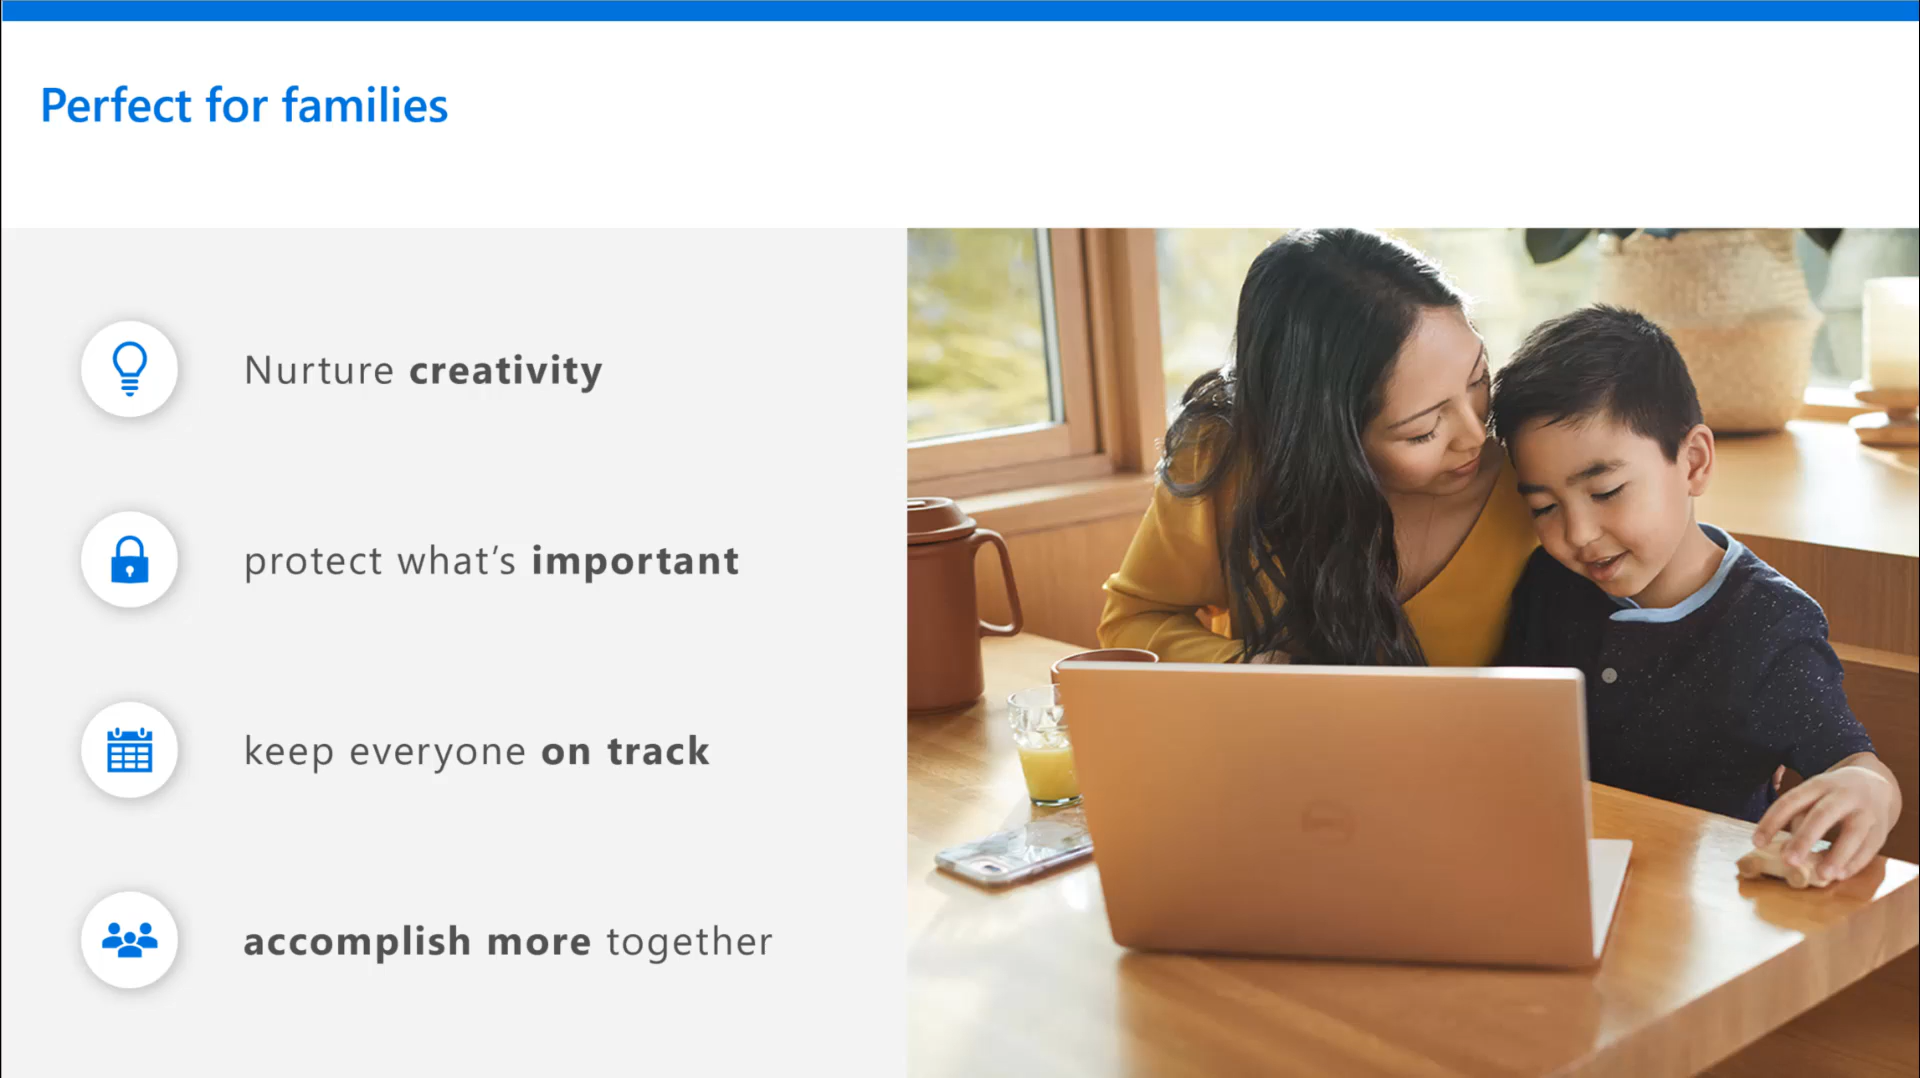 Perfect for families
Nurture creativity
protect what's important
keep everyone on track
accomplish more together